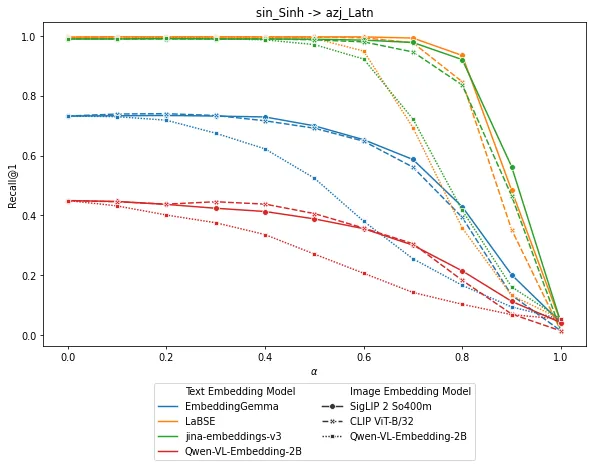 sin_Sinh -> azj_Latn
Recall@1
1.0
0.8
0.6
0.4
0.2
0.0
0.0 0.2 0.4 0.6 0.8 1.0
α
Text Embedding Model
EmbeddingGemma
LaBSE
jina-embeddings-v3
Qwen-VL-Embedding-2B
Image Embedding Model
SigLIP 2 So400m
CLIP ViT-B/32
Qwen-VL-Embedding-2B